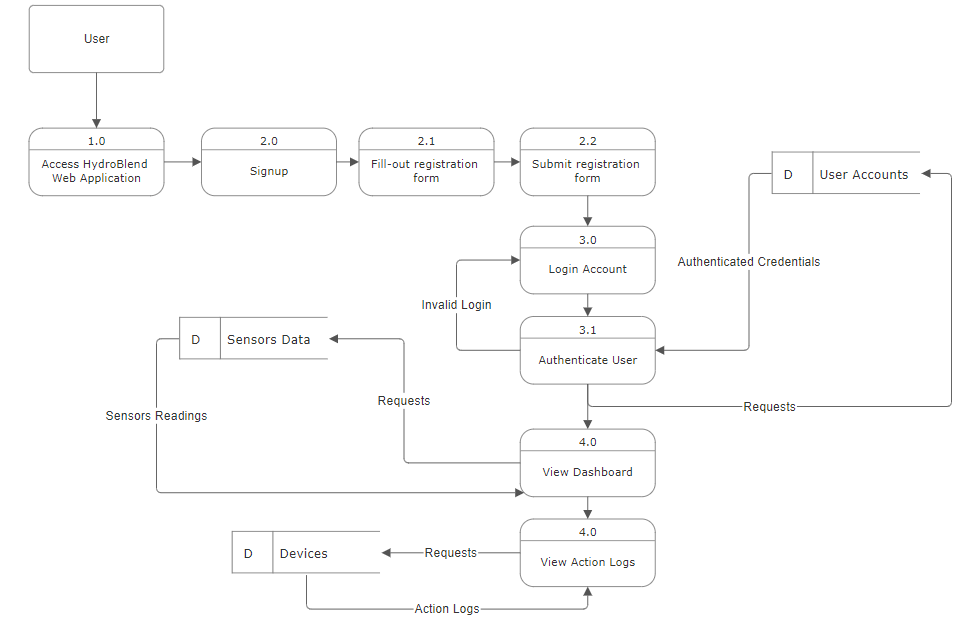 User
1.0
Access HydroBlend
Web Application
2.0
Signup
2.1
Fill-out registration
form
2.2
Submit registration
form
D
User Accounts
3.0
Login Account
Authenticated Credentials
Invalid Login
3.1
Authenticate User
D
Sensors Data
Requests
Requests
Sensors Readings
4.0
View Dashboard
4.0
View Action Logs
D
Devices
Requests
Action Logs